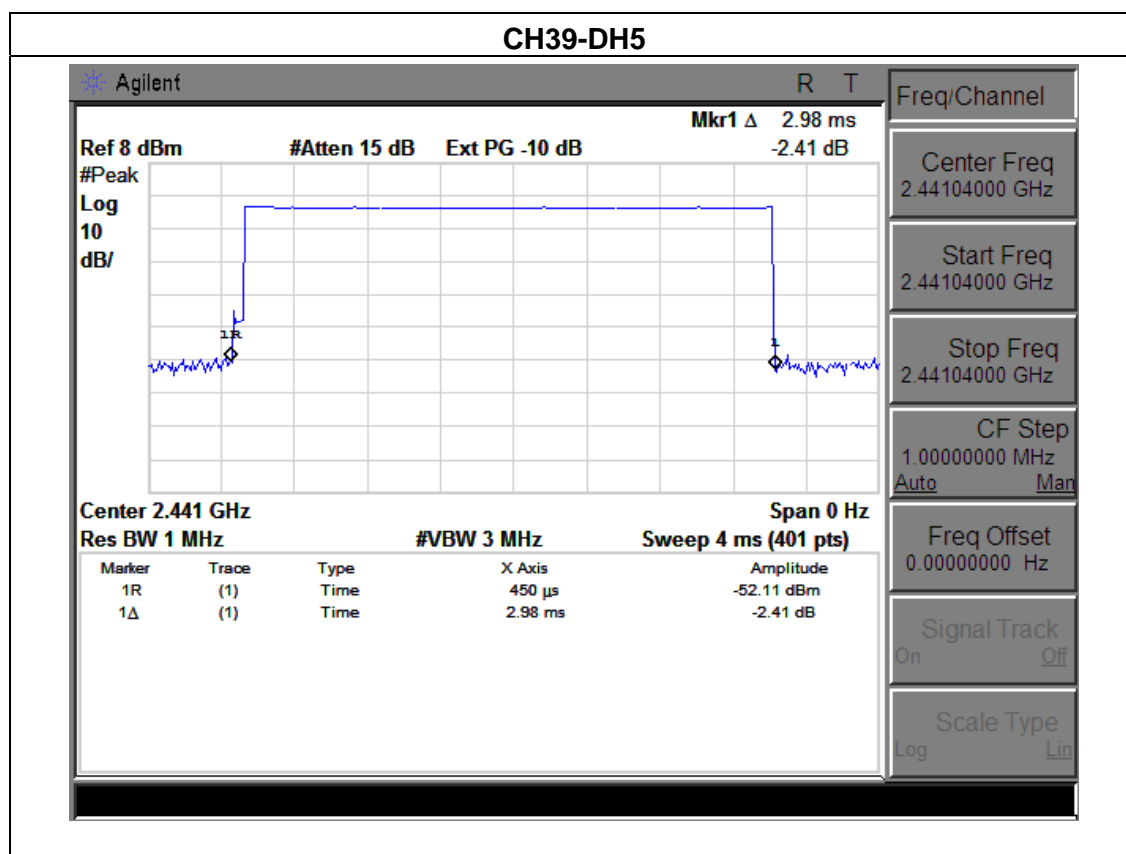 CH39-DH5
Agilent R T
Mkr1 Δ 2.98 ms
Ref 8 dBm #Atten 15 dB Ext PG -10 dB -2.41 dB
#Peak
Log
10
dB/
1R
1
Center 2.441 GHz Span 0 Hz
Res BW 1 MHz #VBW 3 MHz Sweep 4 ms (401 pts)
Marker Trace Type X Axis Amplitude
1R (1) Time 450 µs -52.11 dBm
1Δ (1) Time 2.98 ms -2.41 dB
Freq/Channel
Center Freq
2.44104000 GHz
Start Freq
2.44104000 GHz
Stop Freq
2.44104000 GHz
CF Step
1.00000000 MHz
Auto Man
Freq Offset
0.00000000 Hz
Signal Track
On Off
Scale Type
Log Lin